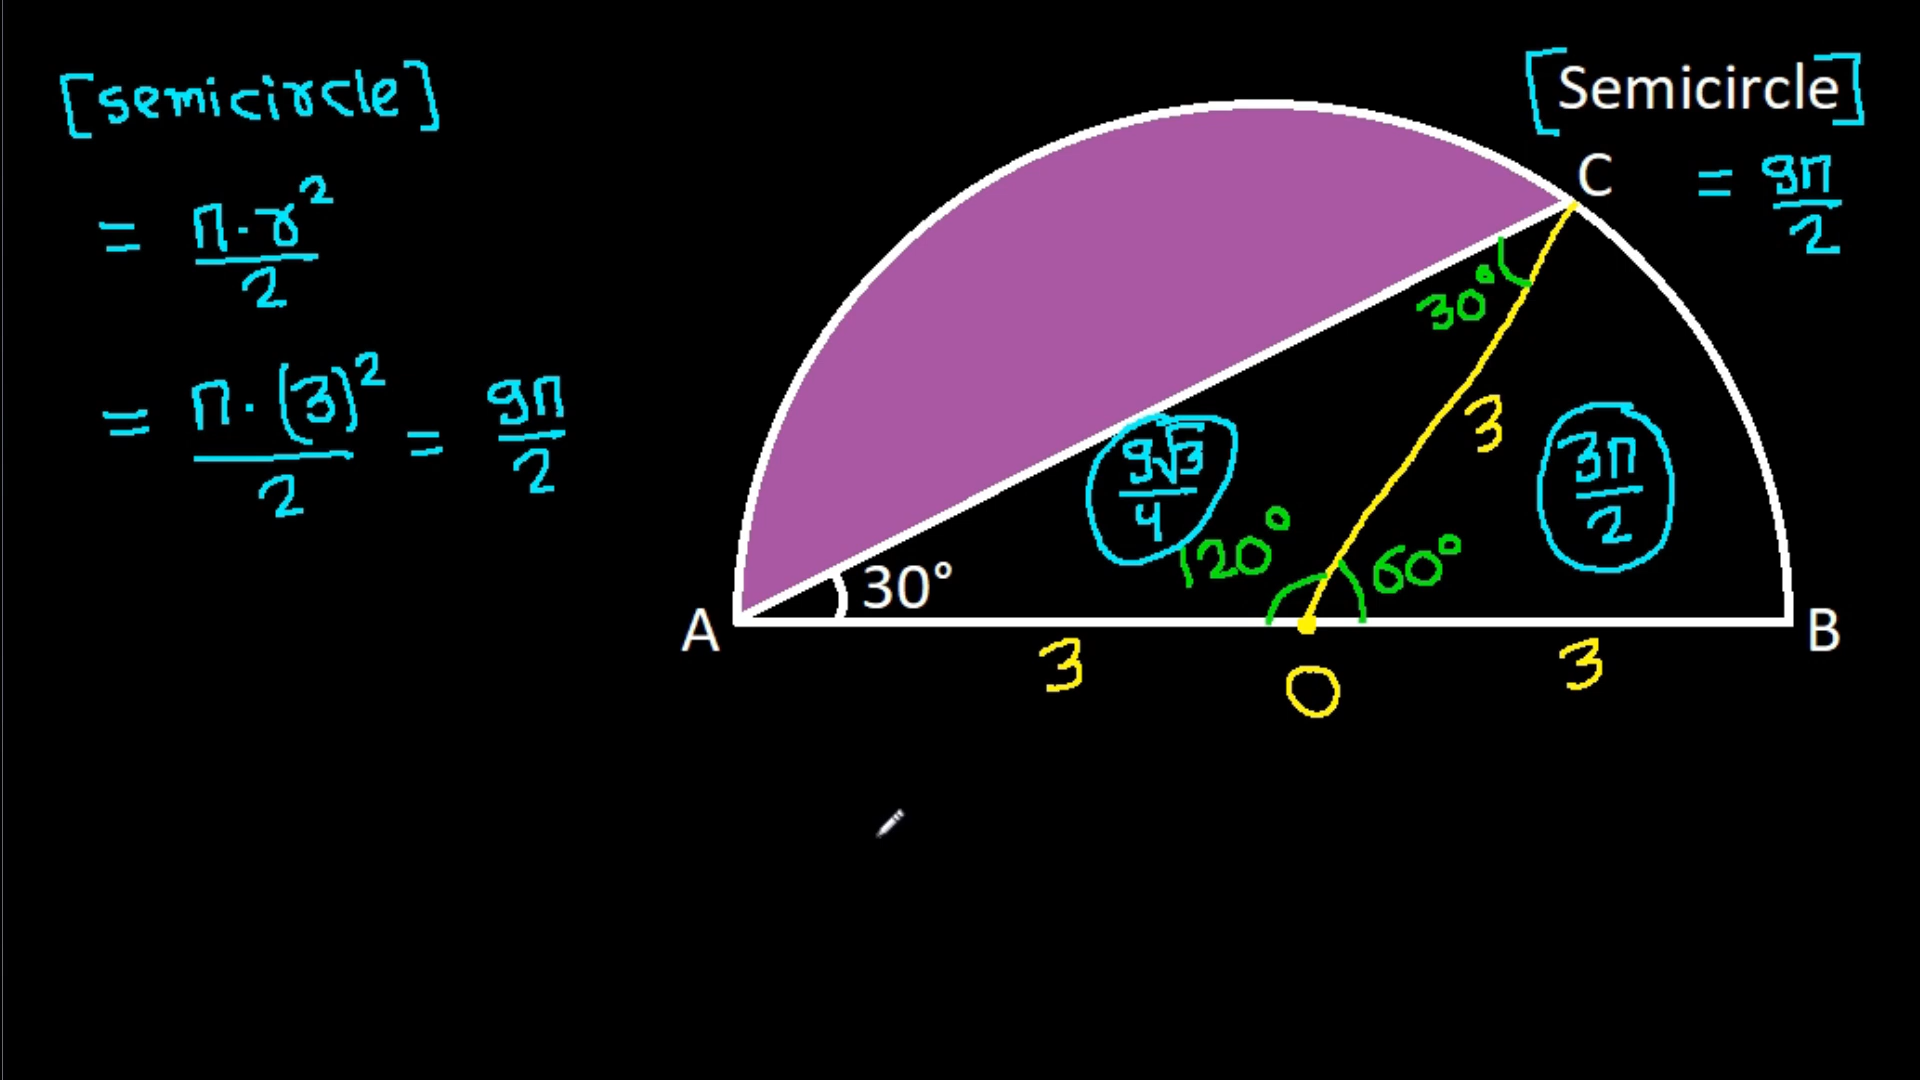 [semicircle]
= π·r²/2
= π·(3)²/2 = 9π/2
[Semicircle]
= 9π/2
C
30°
3
9√3/4
3π/2
120°
60°
30°
A
B
3
O
3